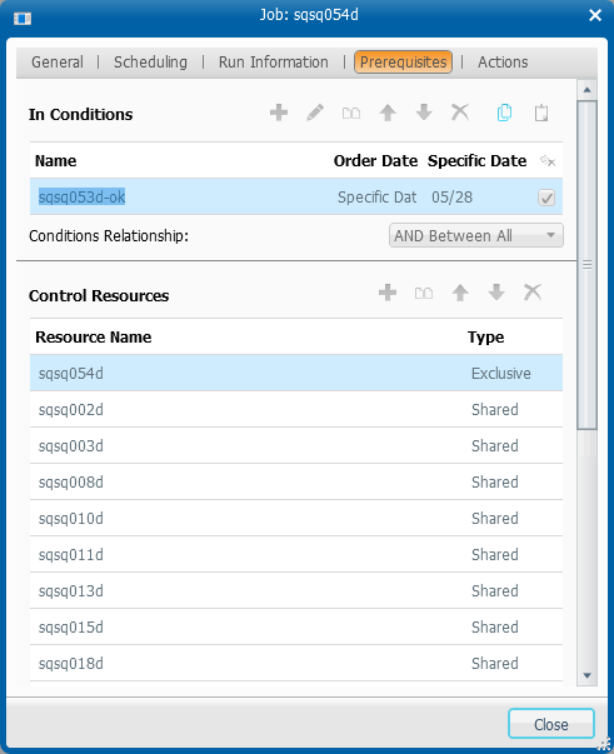 Job: sqsq054d
General | Scheduling | Run Information | Prerequisites | Actions
In Conditions
Name Order Date Specific Date
sqsq053d-ok Specific Dat 05/28
Conditions Relationship: AND Between All
Control Resources
Resource Name Type
sqsq054d Exclusive
sqsq002d Shared
sqsq003d Shared
sqsq008d Shared
sqsq010d Shared
sqsq011d Shared
sqsq013d Shared
sqsq015d Shared
sqsq018d Shared
Close